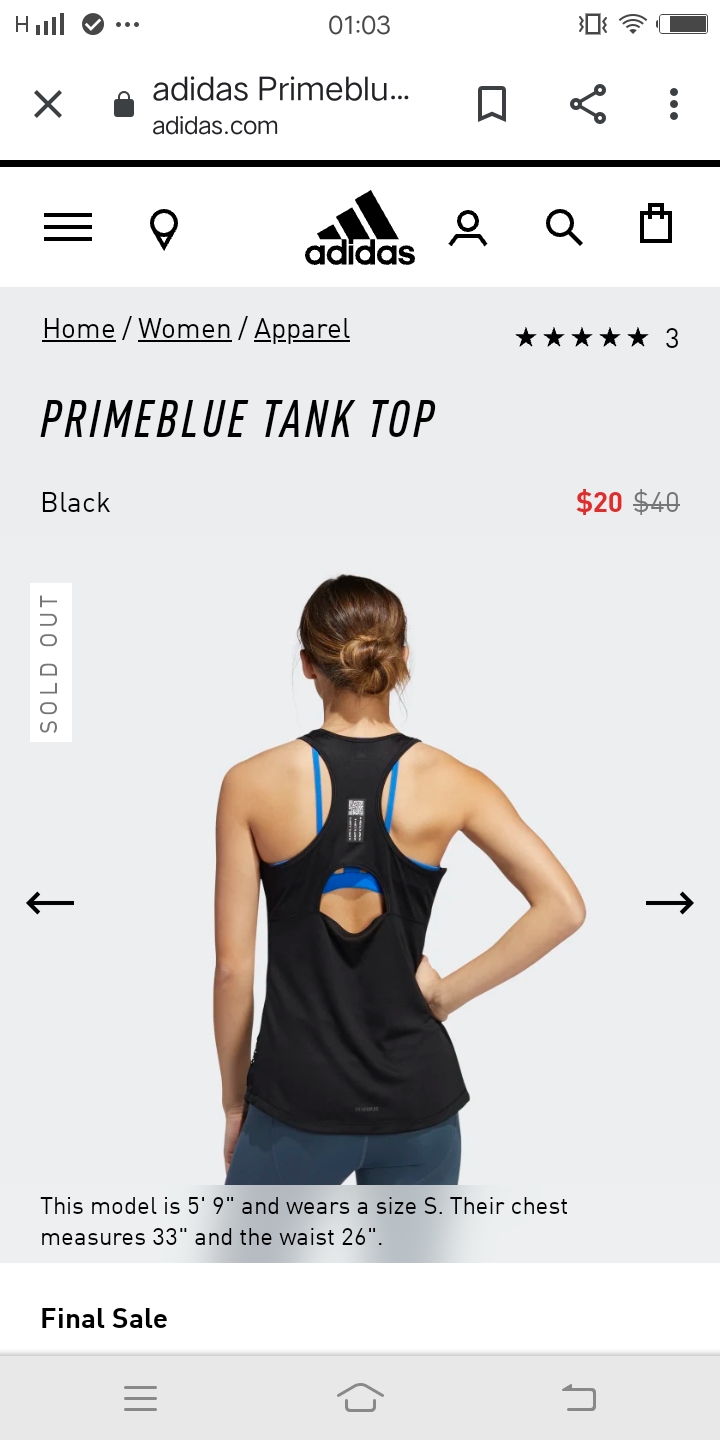 H 01:03
adidas Primeblu...
adidas.com
adidas
Home / Women / Apparel
★★★★★ 3
PRIMEBLUE TANK TOP
Black
$20 $40
SOLD OUT
This model is 5' 9" and wears a size S. Their chest
measures 33" and the waist 26".
Final Sale